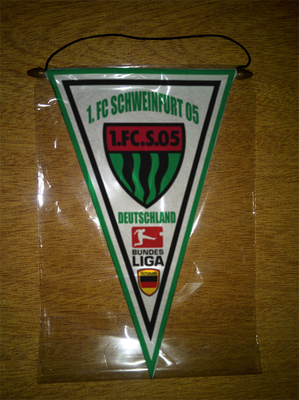 1. FC SCHWEINFURT 05
1.FC.S.05
DEUTSCHLAND
BUNDES
LIGA